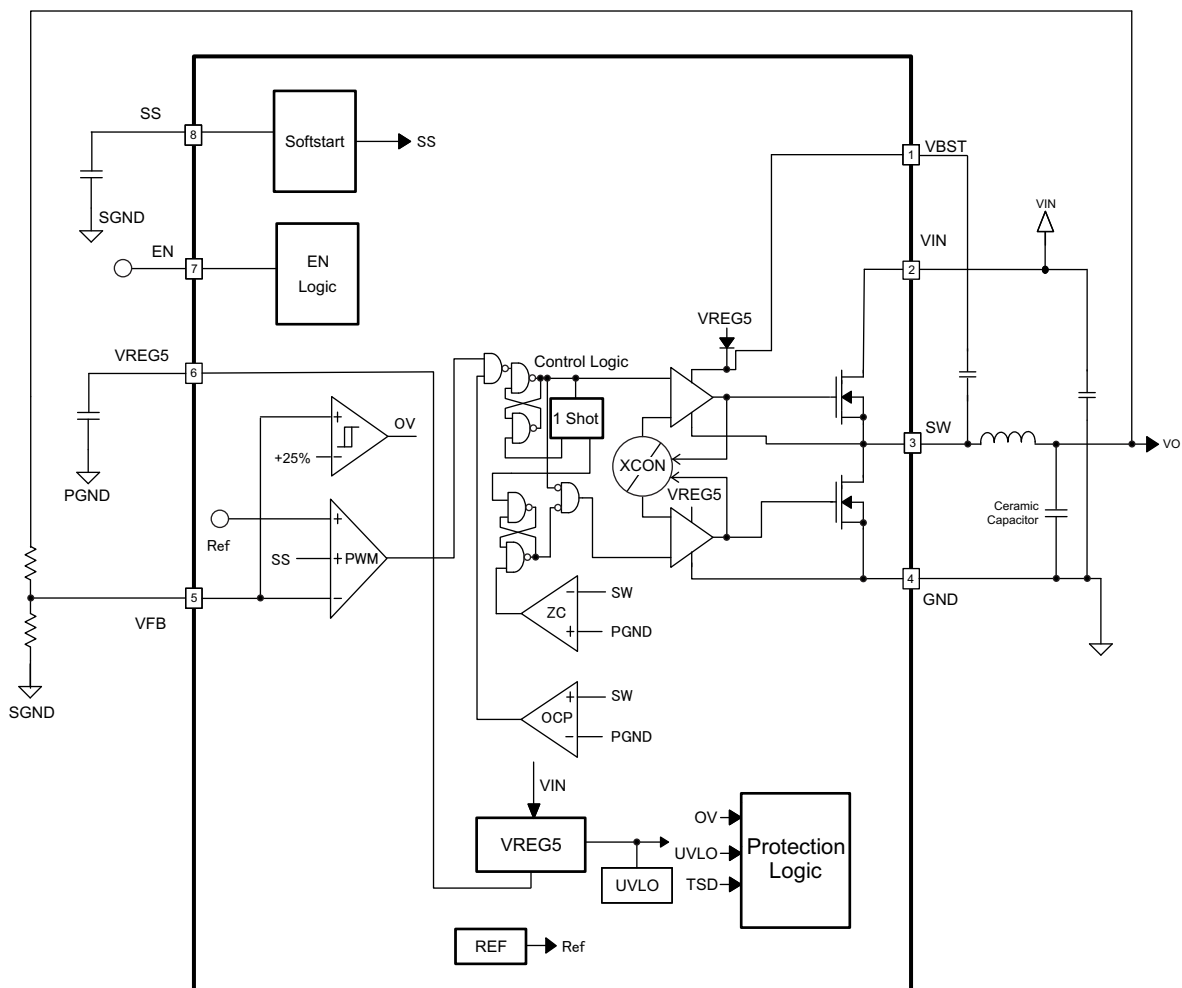 SS
8
Softstart
SS
SGND
VBST
1
VIN
EN
7
EN
Logic
VIN
2
VREG5
6
VREG5
Control Logic
1 Shot
+
OV
+25%
−
XCON
SW
3
VO
VREG5
Ceramic
Capacitor
PGND
Ref
+
SS
+
PWM
−
5
VFB
4
GND
−
SW
ZC
+
PGND
SGND
+
SW
OCP
−
PGND
VIN
VREG5
UVLO
OV
UVLO
TSD
Protection
Logic
REF
Ref